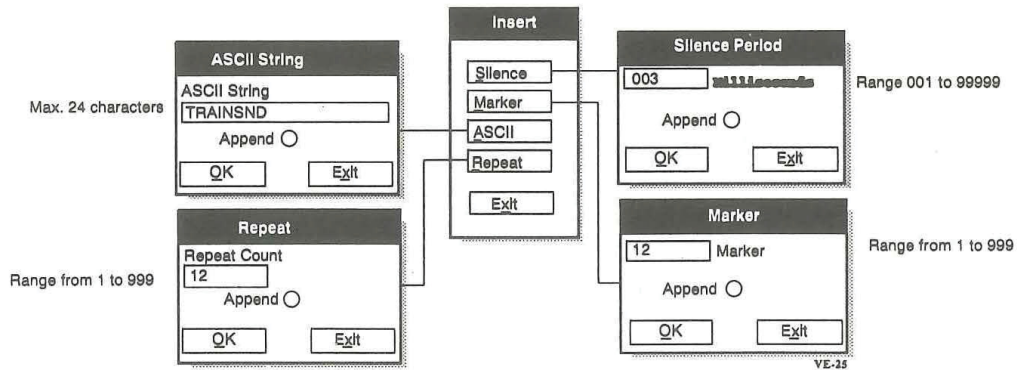 Insert
Silence
Marker
ASCII
Repeat
Exit
ASCII String
ASCII String
TRAINSND
Append
OK
Exit
Max. 24 characters
Repeat
Repeat Count
12
Append
OK
Exit
Range from 1 to 999
Silence Period
003 Milliseconds
Append
OK
Exit
Range 001 to 99999
Marker
12 Marker
Append
OK
Exit
Range from 1 to 999
VE-25